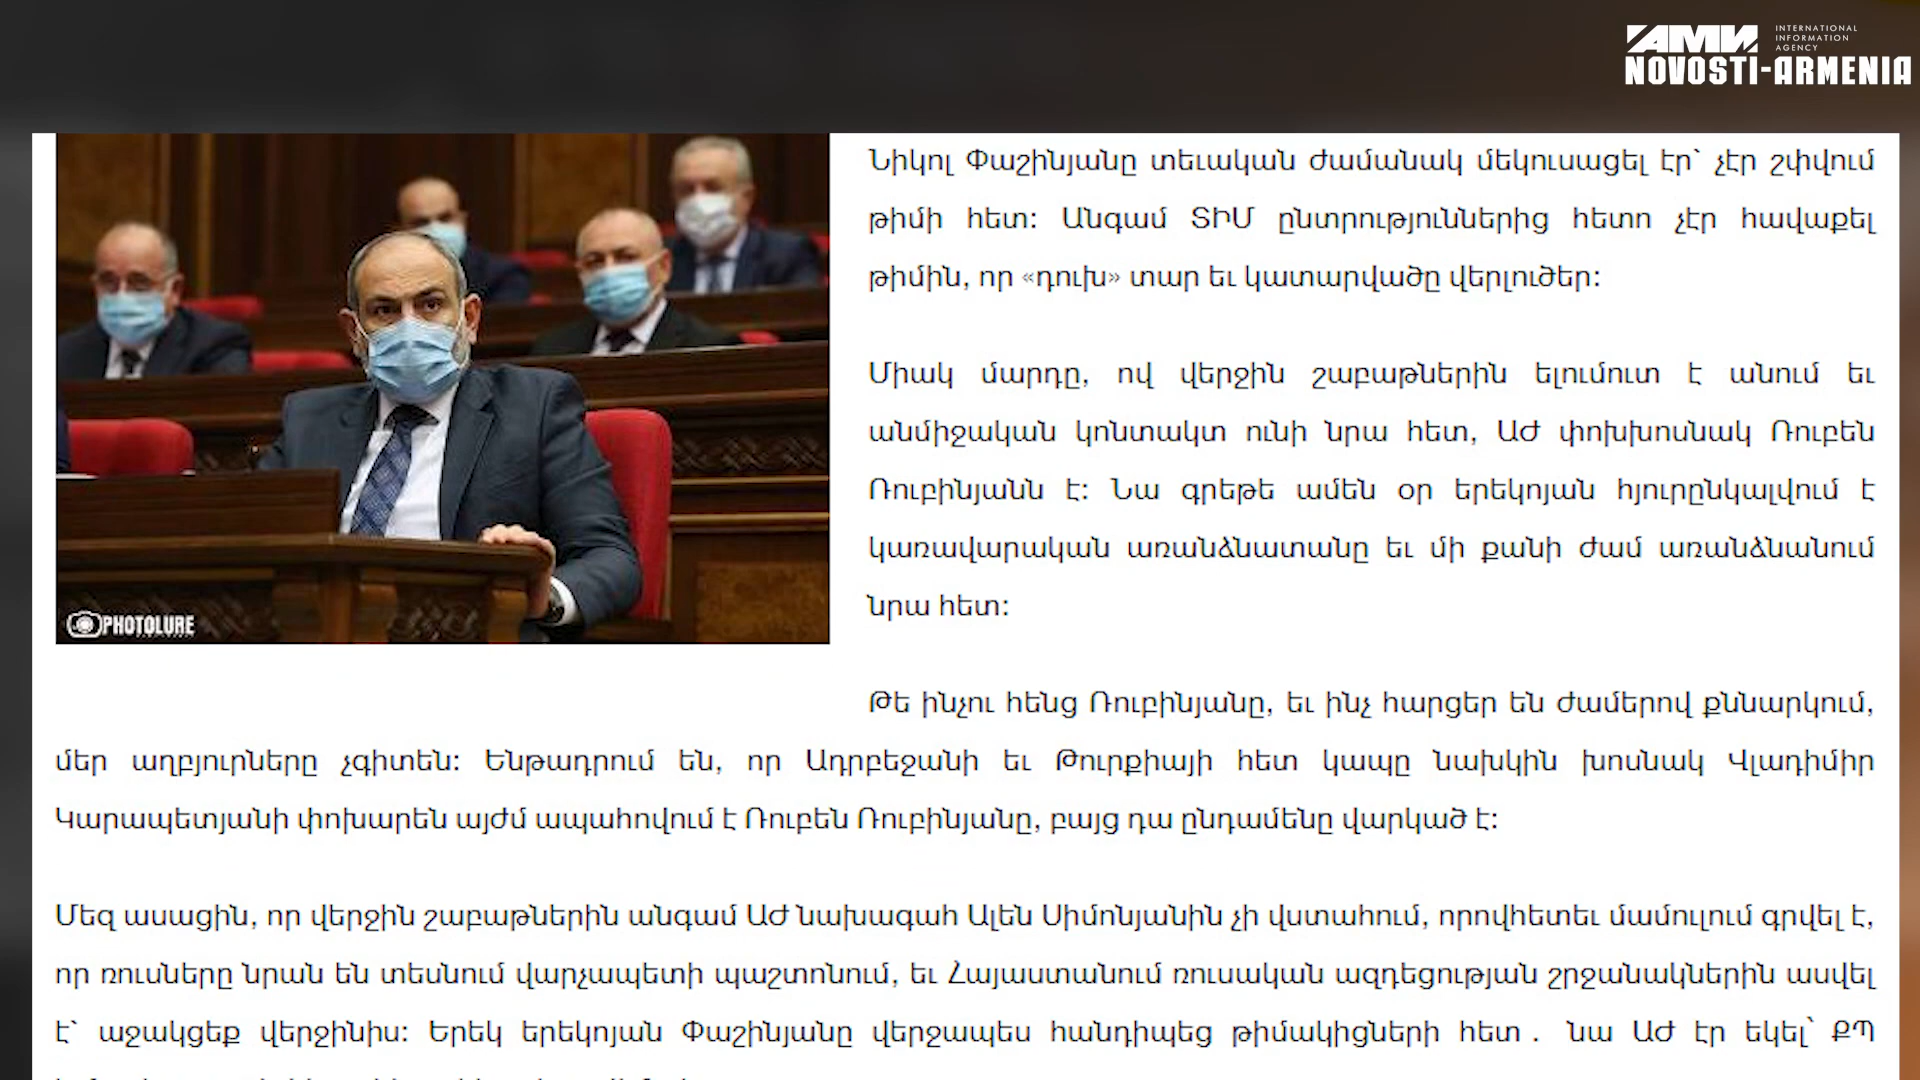 INTERNATIONAL
INFORMATION
AGENCY
АМИ
NOVOSTI-ARMENIA
Նիկոլ Փաշինյանը տեւական ժամանակ մեկուսացել էր՝ չէր շփվում
թիմի հետ: Անգամ ՏԻՄ ընտրություններից հետո չէր հավաքել
թիմին, որ «դուխ» տար եւ կատարվածը վերլուծեր:
Միակ մարդը, ով վերջին շաբաթներին ելումուտ է անում եւ
անմիջական կոնտակտ ունի նրա հետ, ԱԺ փոխխոսնակ Ռուբեն
Ռուբինյանն է: Նա գրեթե ամեն օր երեկոյան հյուրընկալվում է
կառավարական առանձնատանը եւ մի քանի ժամ առանձնանում
նրա հետ:
PHOTOLURE
Թե ինչու հենց Ռուբինյանը, եւ ինչ հարցեր են ժամերով քննարկում,
մեր աղբյուրները չգիտեն: Ենթադրում են, որ Ադրբեջանի եւ Թուրքիայի հետ կապը նախկին խոսնակ Վլադիմիր
Կարապետյանի փոխարեն այժմ ապահովում է Ռուբեն Ռուբինյանը, բայց դա ընդամենը վարկած է:
Մեզ ասացին, որ վերջին շաբաթներին անգամ ԱԺ նախագահ Ալեն Սիմոնյանին չի վստահում, որովհետեւ մամուլում գրվել է,
որ ռուսները նրան են տեսնում վարչապետի պաշտոնում, եւ Հայաստանում ռուսական ազդեցության շրջանակներին ասվել
է՝ աջակցեք վերջինիս: Երեկ երեկոյան Փաշինյանը վերջապես հանդիպեց թիմակիցների հետ . նա ԱԺ էր եկել՝ ՔՊ